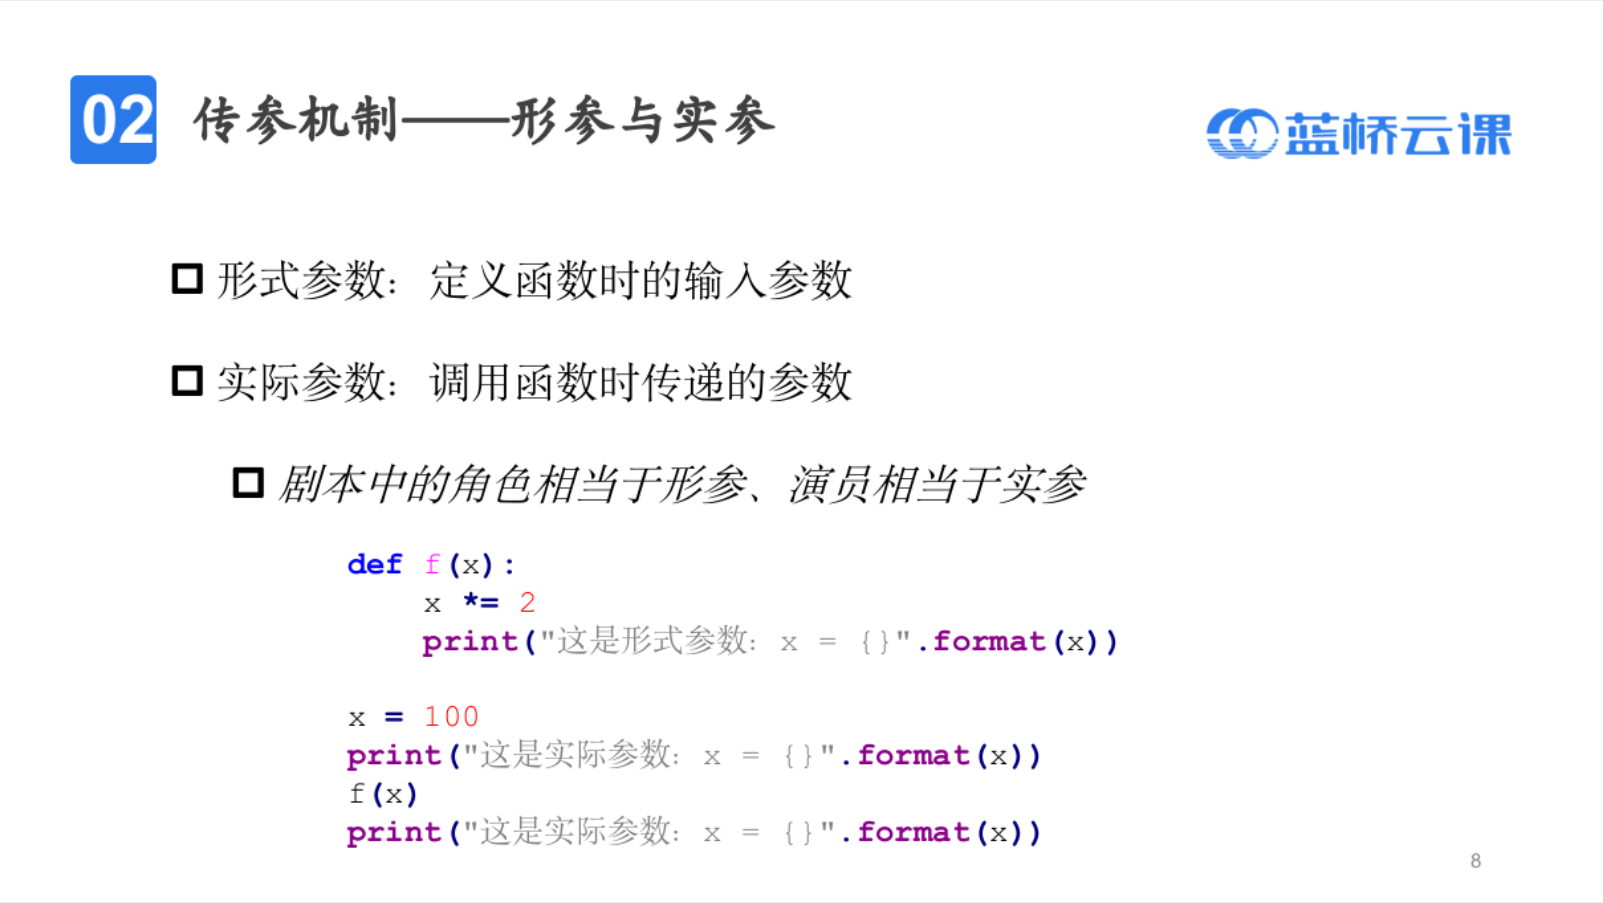 02 传参机制——形参与实参
蓝桥云课
形式参数：定义函数时的输入参数
实际参数：调用函数时传递的参数
剧本中的角色相当于形参、演员相当于实参
def f(x):
    x *= 2
    print("这是形式参数：x = {}".format(x))
x = 100
print("这是实际参数：x = {}".format(x))
f(x)
print("这是实际参数：x = {}".format(x))
8